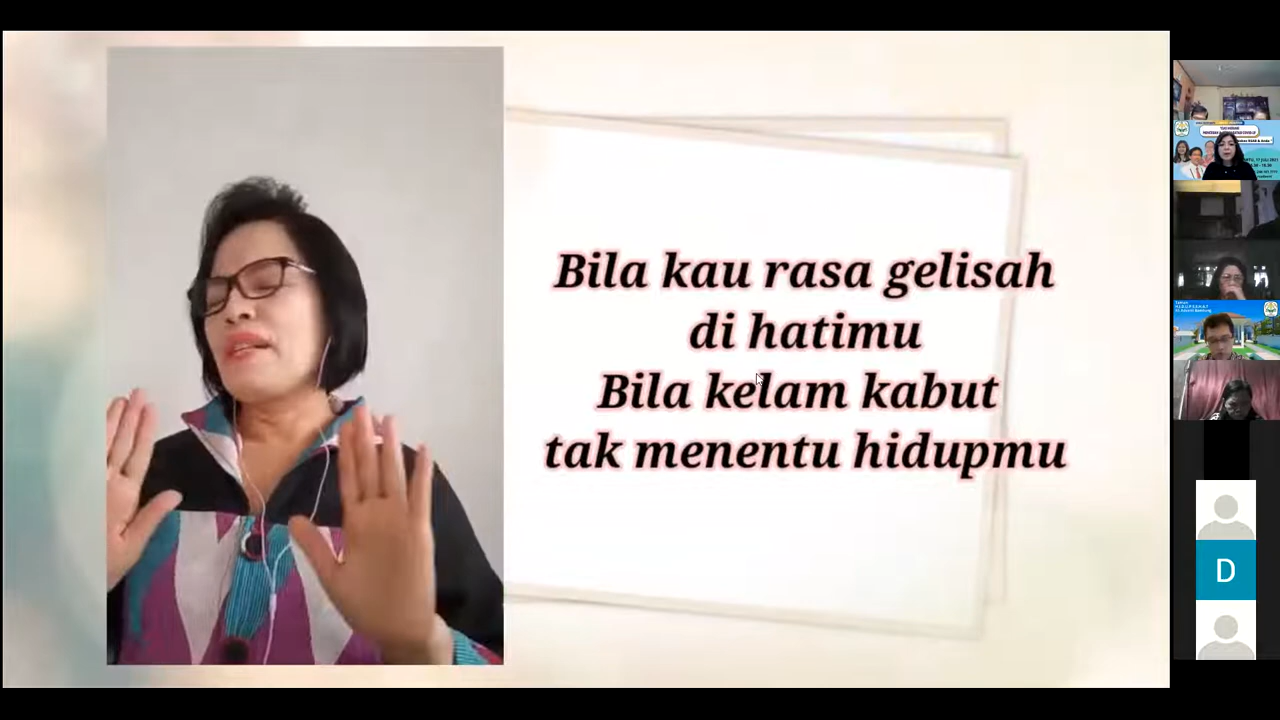 Bila kau rasa gelisah
di hatimu
Bila kelam kabut
tak menentu hidupmu
D